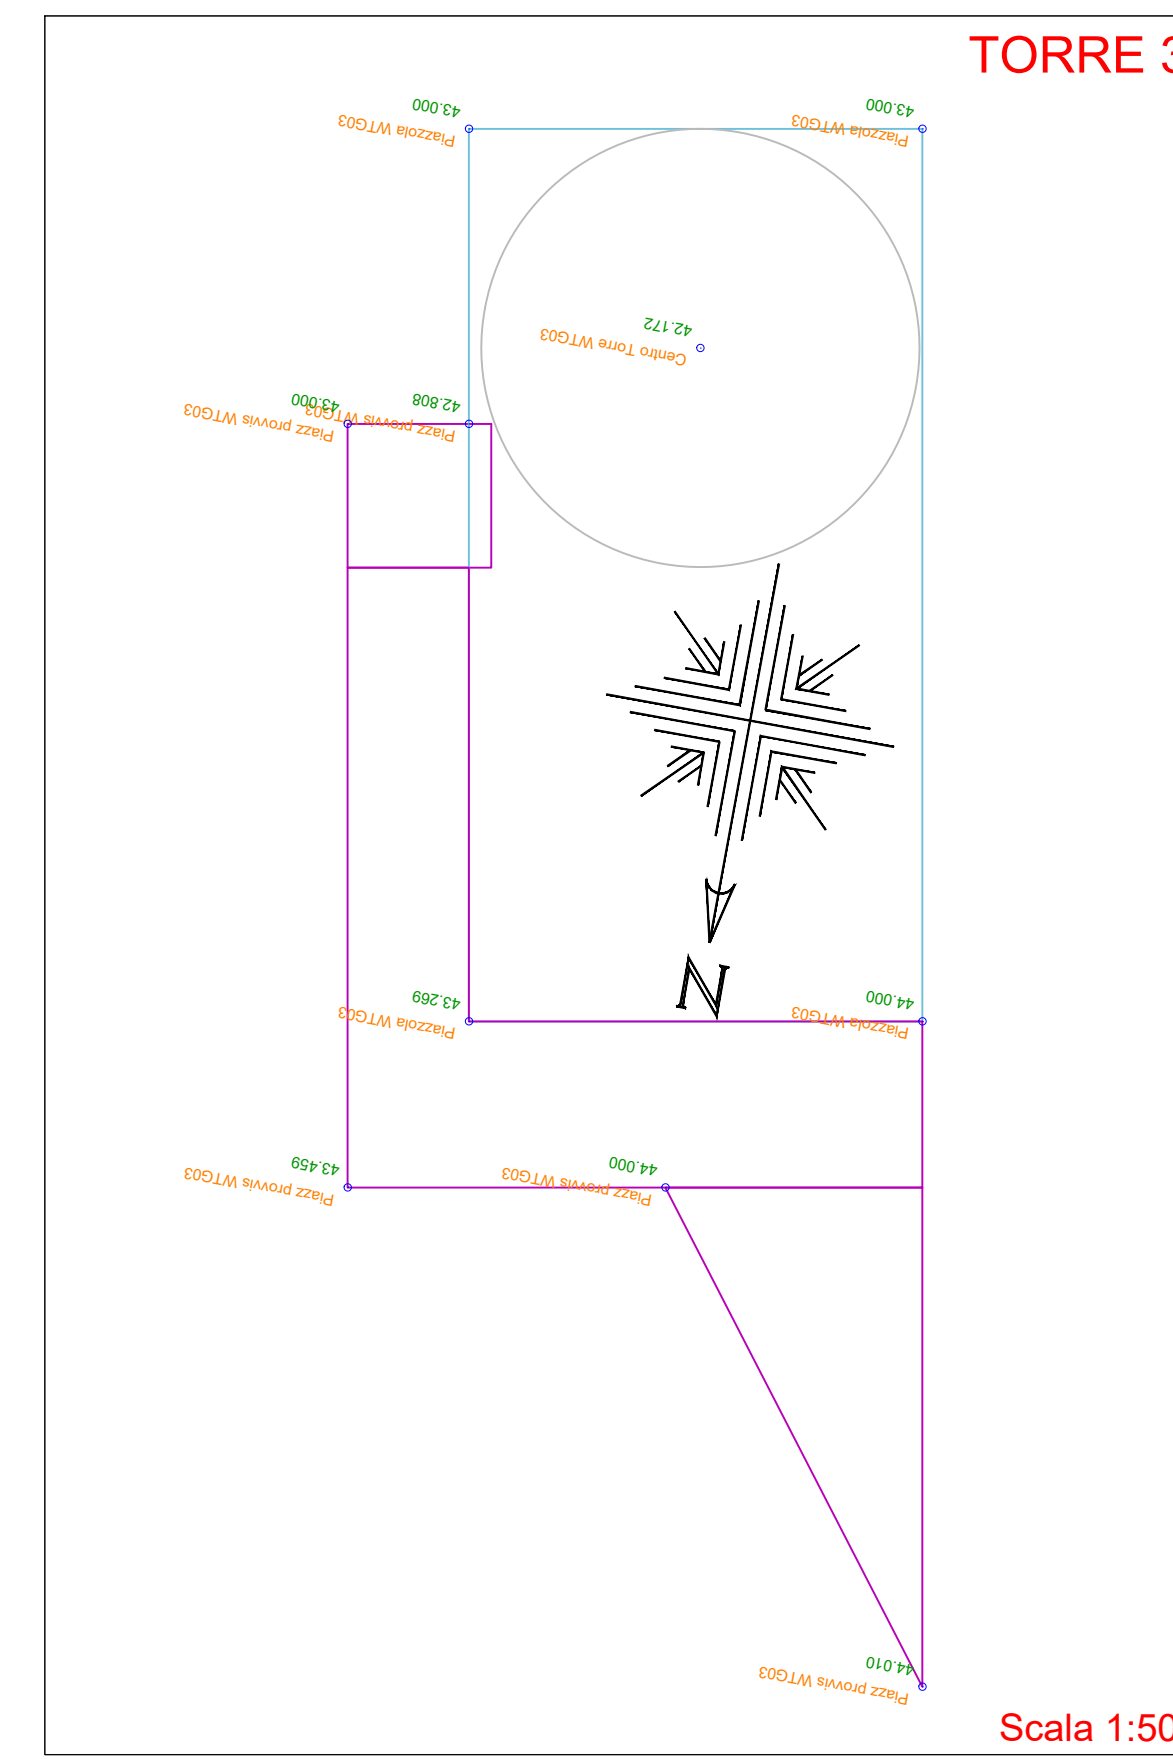 TORRE 3
43.000
Piazzola WTG03
43.000
Piazzola WTG03
42.172
Centro Torre WTG03
43.000
Piazz provvis WTG03
42.808
Piazz provvis WTG03
N
43.269
Piazzola WTG03
44.000
Piazzola WTG03
43.459
Piazz provvis WTG03
44.000
Piazz provvis WTG03
44.010
Piazz provvis WTG03
Scala 1:50